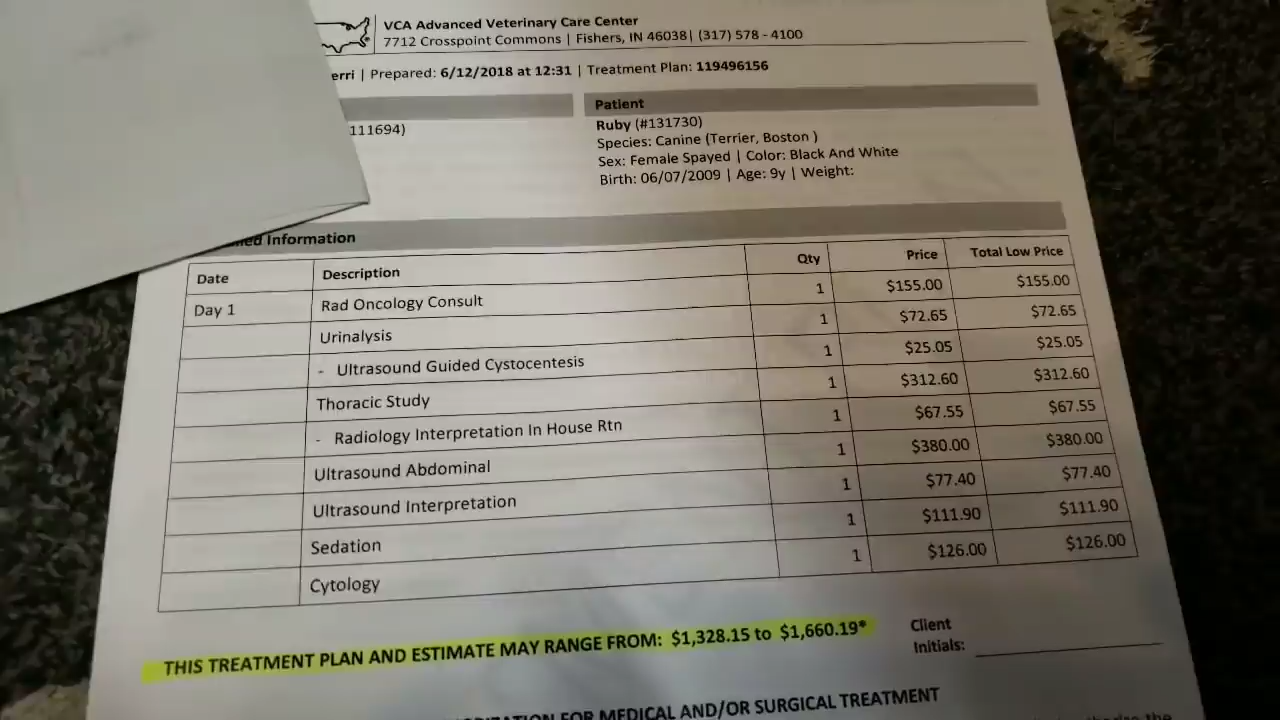 VCA Advanced Veterinary Care Center
7712 Crosspoint Commons | Fishers, IN 46038| (317) 578 - 4100
erri | Prepared: 6/12/2018 at 12:31 | Treatment Plan: 119496156
Patient
111694)
Ruby (#131730)
Species: Canine (Terrier, Boston )
Sex: Female Spayed | Color: Black And White
Birth: 06/07/2009 | Age: 9y | Weight:
ned Information
Date Description Qty Price Total Low Price
Day 1 Rad Oncology Consult 1 $155.00 $155.00
Urinalysis 1 $72.65 $72.65
- Ultrasound Guided Cystocentesis 1 $25.05 $25.05
Thoracic Study 1 $312.60 $312.60
- Radiology Interpretation In House Rtn 1 $67.55 $67.55
Ultrasound Abdominal 1 $380.00 $380.00
Ultrasound Interpretation 1 $77.40 $77.40
Sedation 1 $111.90 $111.90
Cytology 1 $126.00 $126.00
THIS TREATMENT PLAN AND ESTIMATE MAY RANGE FROM: $1,328.15 to $1,660.19*
Client
Initials:
FOR MEDICAL AND/OR SURGICAL TREATMENT
the